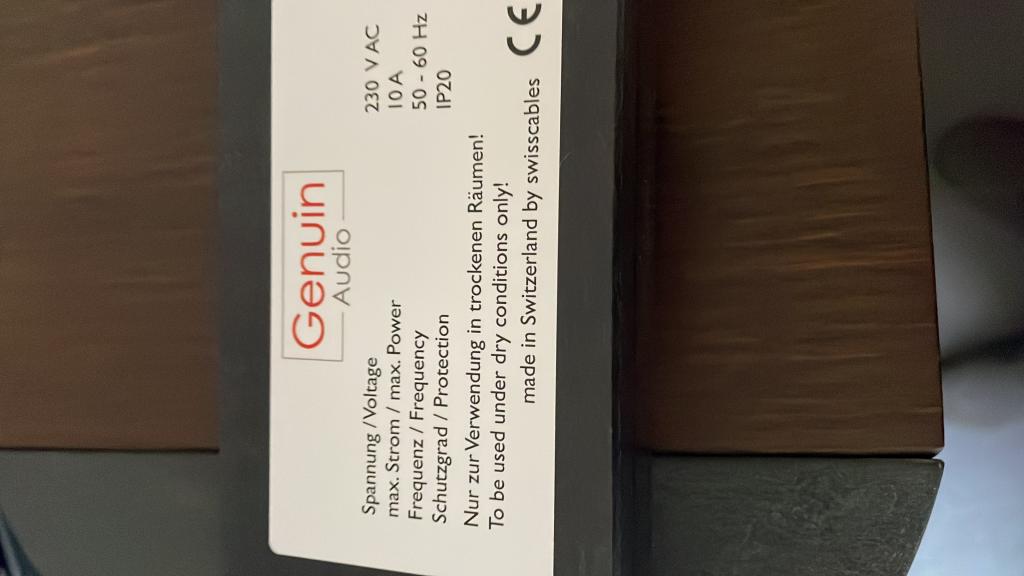 Genuin
Audio
Spannung / Voltage 230 V AC
max. Strom / max. Power 10 A
Frequenz / Frequency 50 - 60 Hz
Schutzgrad / Protection IP20
Nur zur Verwendung in trockenen Räumen!
To be used under dry conditions only!
made in Switzerland by swisscables CE